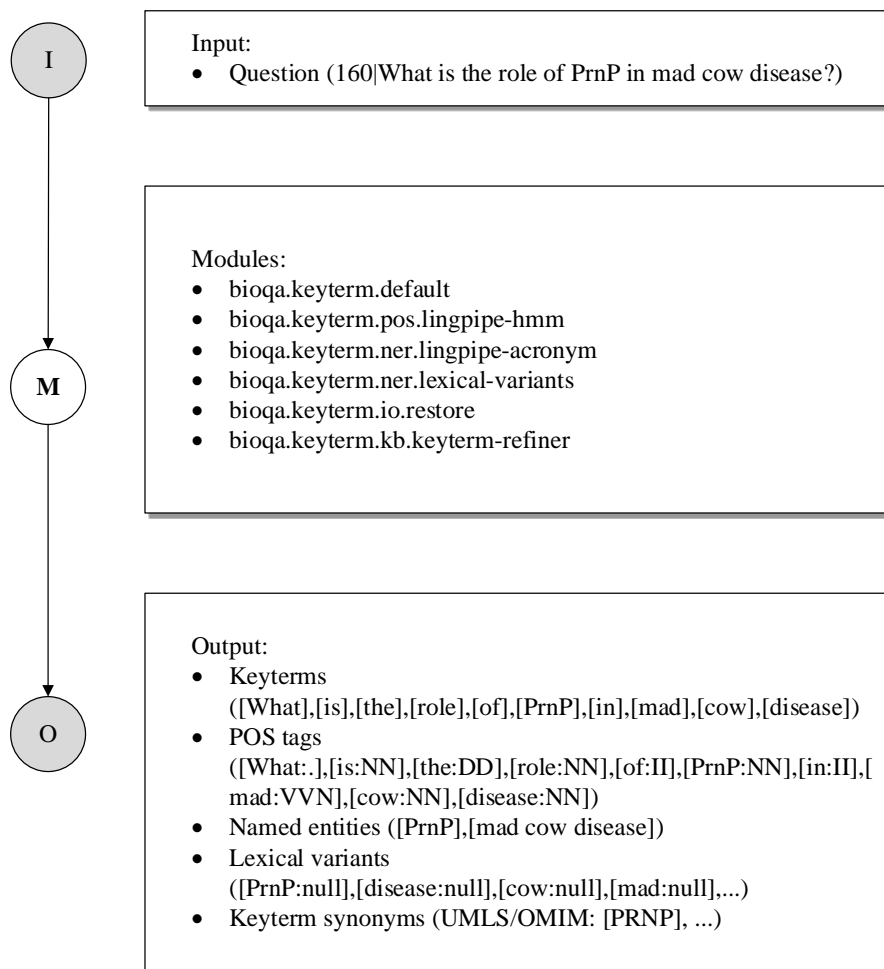 I
Input:
• Question (160|What is the role of PrnP in mad cow disease?)
M
Modules:
• bioqa.keyterm.default
• bioqa.keyterm.pos.lingpipe-hmm
• bioqa.keyterm.ner.lingpipe-acronym
• bioqa.keyterm.ner.lexical-variants
• bioqa.keyterm.io.restore
• bioqa.keyterm.kb.keyterm-refiner
O
Output:
• Keyterms
([What],[is],[the],[role],[of],[PrnP],[in],[mad],[cow],[disease])
• POS tags
([What:.],[is:NN],[the:DD],[role:NN],[of:II],[PrnP:NN],[in:II],[
mad:VVN],[cow:NN],[disease:NN])
• Named entities ([PrnP],[mad cow disease])
• Lexical variants
([PrnP:null],[disease:null],[cow:null],[mad:null],...)
• Keyterm synonyms (UMLS/OMIM: [PRNP], ...)